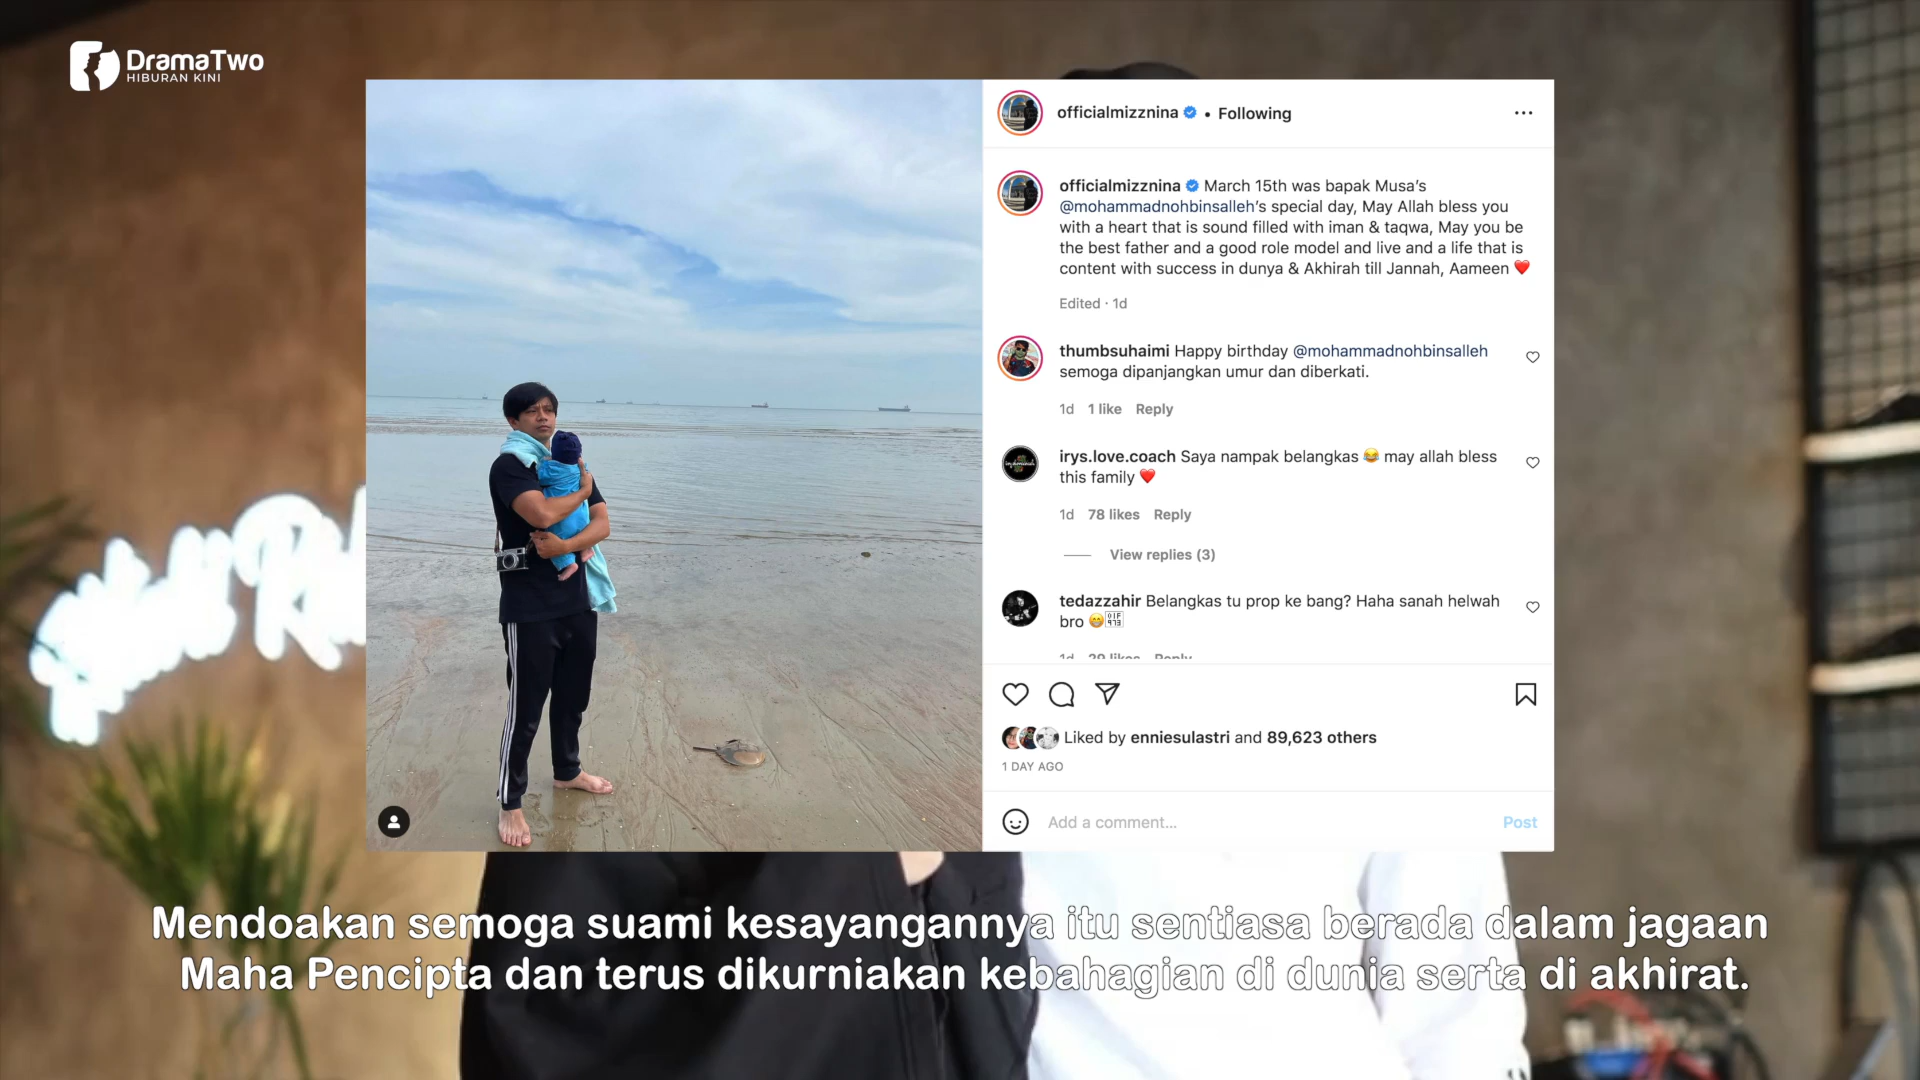 DramaTwo
HIBURAN KINI
officialmizznina • Following
officialmizznina March 15th was bapak Musa’s
@mohammadnohbinsalleh’s special day, May Allah bless you
with a heart that is sound filled with iman & taqwa, May you be
the best father and a good role model and live and a life that is
content with success in dunya & Akhirah till Jannah, Aameen ❤️
Edited · 1d
thumbsuhaimi Happy birthday @mohammadnohbinsalleh
semoga dipanjangkan umur dan diberkati.
1d 1 like Reply
irys.love.coach Saya nampak belangkas 😂 may allah bless
this family ❤️
1d 78 likes Reply
View replies (3)
tedazzahir Belangkas tu prop ke bang? Haha sanah helwah
bro 😁
1d 29 likes Reply
Liked by enniesulastri and 89,623 others
1 DAY AGO
Add a comment... Post
Mendoakan semoga suami kesayangannya itu sentiasa berada dalam jagaan
Maha Pencipta dan terus dikurniakan kebahagian di dunia serta di akhirat.